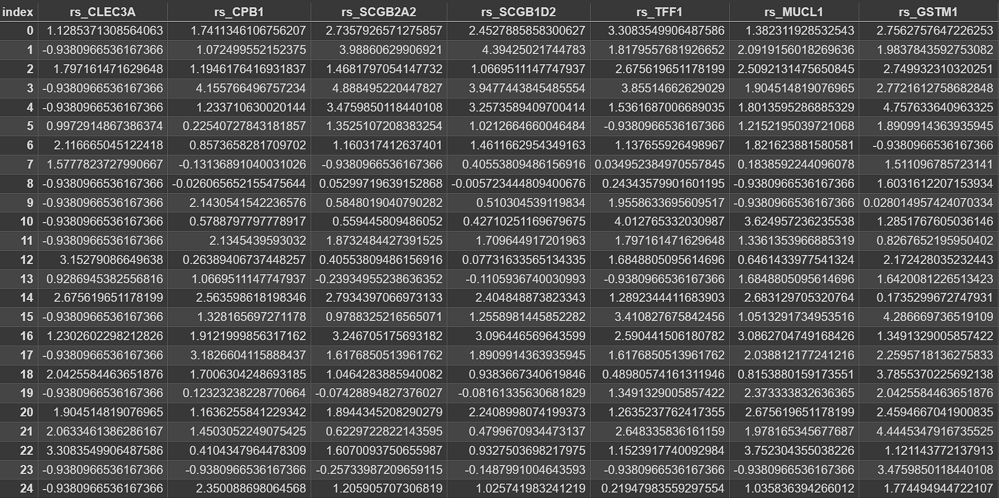 index rs_CLEC3A rs_CPB1 rs_SCGB2A2 rs_SCGB1D2 rs_TFF1 rs_MUCL1 rs_GSTM1
0 1.1285371308564063 1.7411346106756207 2.7357926571275857 2.4527885858300627 3.3083549906487586 1.382311928532543 2.7562757647226253
1 -0.9380966536167366 1.072499552152375 3.98860629906921 4.39425021744783 1.8179557681926652 2.0919156018269636 1.9837843592753082
2 1.797161471629648 1.1946176416931837 1.4681797054147732 1.0669511147747937 2.675619651178199 2.5092131475650845 2.749932310320251
3 -0.9380966536167366 4.155766496757234 4.888495220447827 3.9477443845485554 3.85514662629029 1.904514819076965 2.7721612758682848
4 -0.9380966536167366 1.233710630020144 3.4759850118440108 3.2573589409700414 1.5361687006689035 1.8013595286885329 4.757633640963325
5 0.9972914867386374 0.22540727843181857 1.3525107208383254 1.0212664660046484 -0.9380966536167366 1.2152195039721068 1.8909914363935945
6 2.116665045122418 0.8573658281709702 1.160317412637401 1.4611662954349163 1.137655926498967 1.821623881580581 -0.9380966536167366
7 1.5777823727990667 -0.13136891040031026 -0.9380966536167366 0.40553809486156916 0.034952384970557845 0.1838592244096078 1.511096785723141
8 -0.9380966536167366 -0.026065652155475644 0.05299719639152868 -0.005723444809400676 0.24343579901601195 -0.9380966536167366 1.6031612207153934
9 -0.9380966536167366 2.1430541542236576 0.5848019040790282 0.510304539119834 1.9558633695609517 -0.9380966536167366 0.028014957424070334
10 -0.9380966536167366 0.5788797797778917 0.559445809486052 0.42710251169679675 4.012765332030987 3.624957236235538 1.2851767605036146
11 -0.9380966536167366 2.1345439593032 1.8732484427391525 1.709644917201963 1.797161471629648 1.3361353966885319 0.8267652195950402
12 3.15279086649638 0.26389406737448257 0.40553809486156916 0.07731633565134335 1.6848805095614696 0.6461433977541324 2.172428035232443
13 0.9286945382556816 1.0669511147747937 -0.23934955238636352 -0.1105936740030993 -0.9380966536167366 1.6848805095614696 1.6420081226513423
14 2.675619651178199 2.563598618198346 2.7934397066973133 2.404848873823343 1.2892344411683903 2.683129705320764 0.1735299672747931
15 -0.9380966536167366 1.328165697271178 0.9788325216565071 1.2558981445852282 3.410827675842456 1.0513291734953516 4.286669736519109
16 1.2302602298212826 1.9121999856317162 3.246705175693182 3.096446569643599 2.590441506180782 3.0862704749168426 1.3491329005857422
17 -0.9380966536167366 3.1826604115888437 1.6176850513961762 1.8909914363935945 1.6176850513961762 2.038812177241216 2.2595718136275833
18 2.0425584463651876 1.7006304248693185 1.0464283885940082 0.9383667340619846 0.48980574161311946 0.8153880159173551 3.7855370225692138
19 -0.9380966536167366 0.12323238228770664 -0.07428894827376027 -0.08161335630681829 1.3491329005857422 2.373333832636365 2.0425584463651876
20 1.904514819076965 1.1636255841229342 1.8944345208290279 2.2408998074199373 1.2635237762417355 2.675619651178199 2.4594667041900835
21 2.0633461386286167 1.4503052249075425 0.6229722822143595 0.4799670934473137 2.648335836161159 1.978165345677687 4.4445347916735525
22 3.3083549906487586 0.4104347964478309 1.6070093750655987 0.9327503698217975 1.1523917740092984 3.752304355038226 1.121143772137913
23 -0.9380966536167366 -0.9380966536167366 -0.25733987209659115 -0.1487991004643593 -0.9380966536167366 -0.9380966536167366 3.4759850118440108
24 -0.9380966536167366 2.350088698064568 1.205905707306819 1.025741983241219 0.21947983559297554 1.035836394266012 1.774494944722107